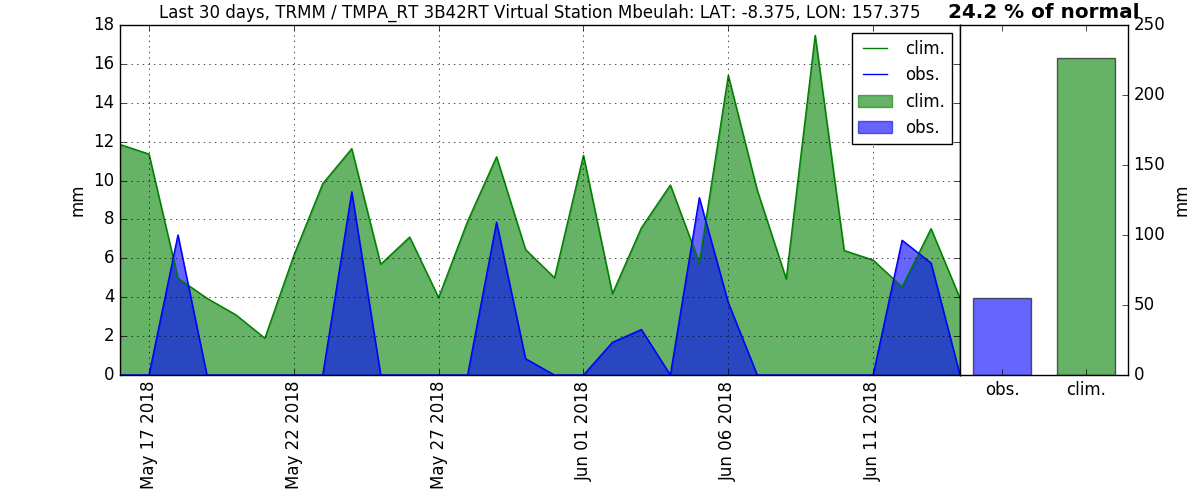 Last 30 days, TRMM / TMPA_RT 3B42RT Virtual Station Mbeulah: LAT: -8.375, LON: 157.375
24.2 % of normal
18
16
14
12
10
8
6
4
2
0
mm
clim.
obs.
clim.
obs.
May 17 2018
May 22 2018
May 27 2018
Jun 01 2018
Jun 06 2018
Jun 11 2018
250
200
150
100
50
0
mm
obs.
clim.